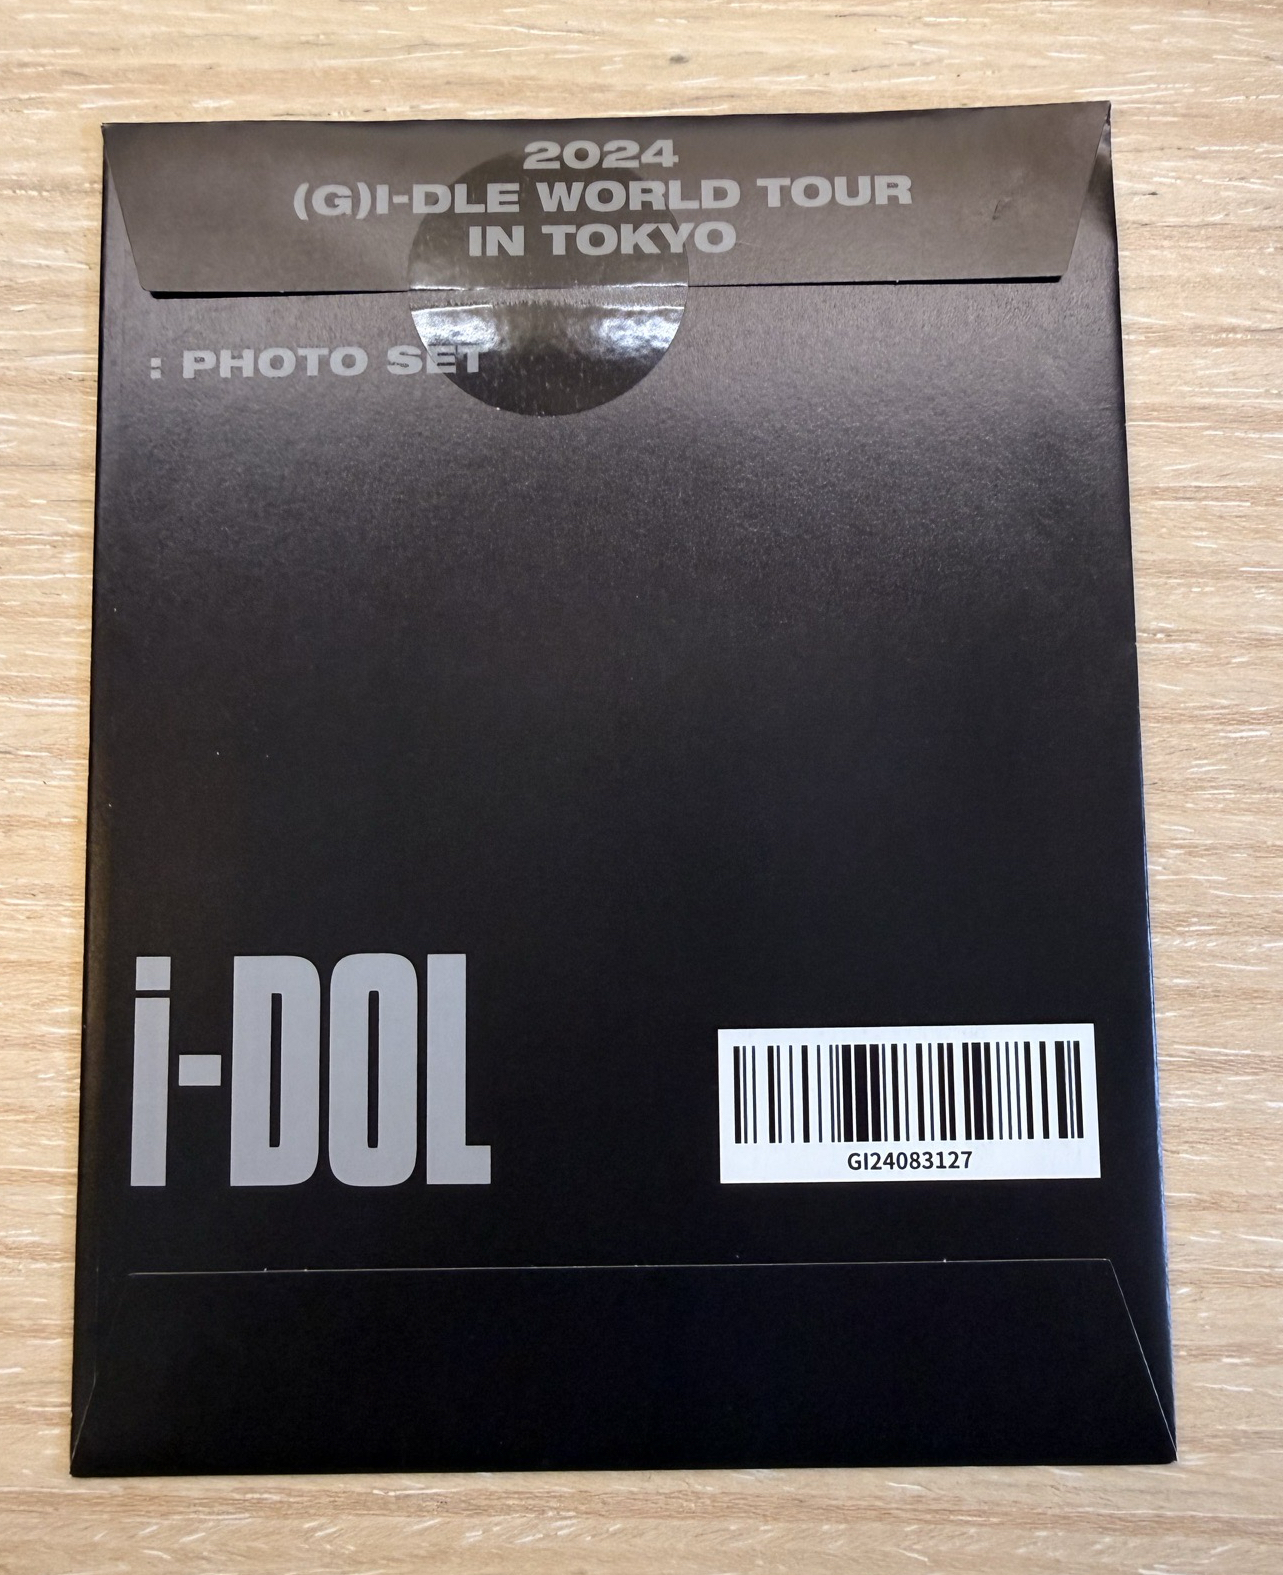 2024
(G)I-DLE WORLD TOUR
IN TOKYO
: PHOTO SET
i-DOL
GI24083127